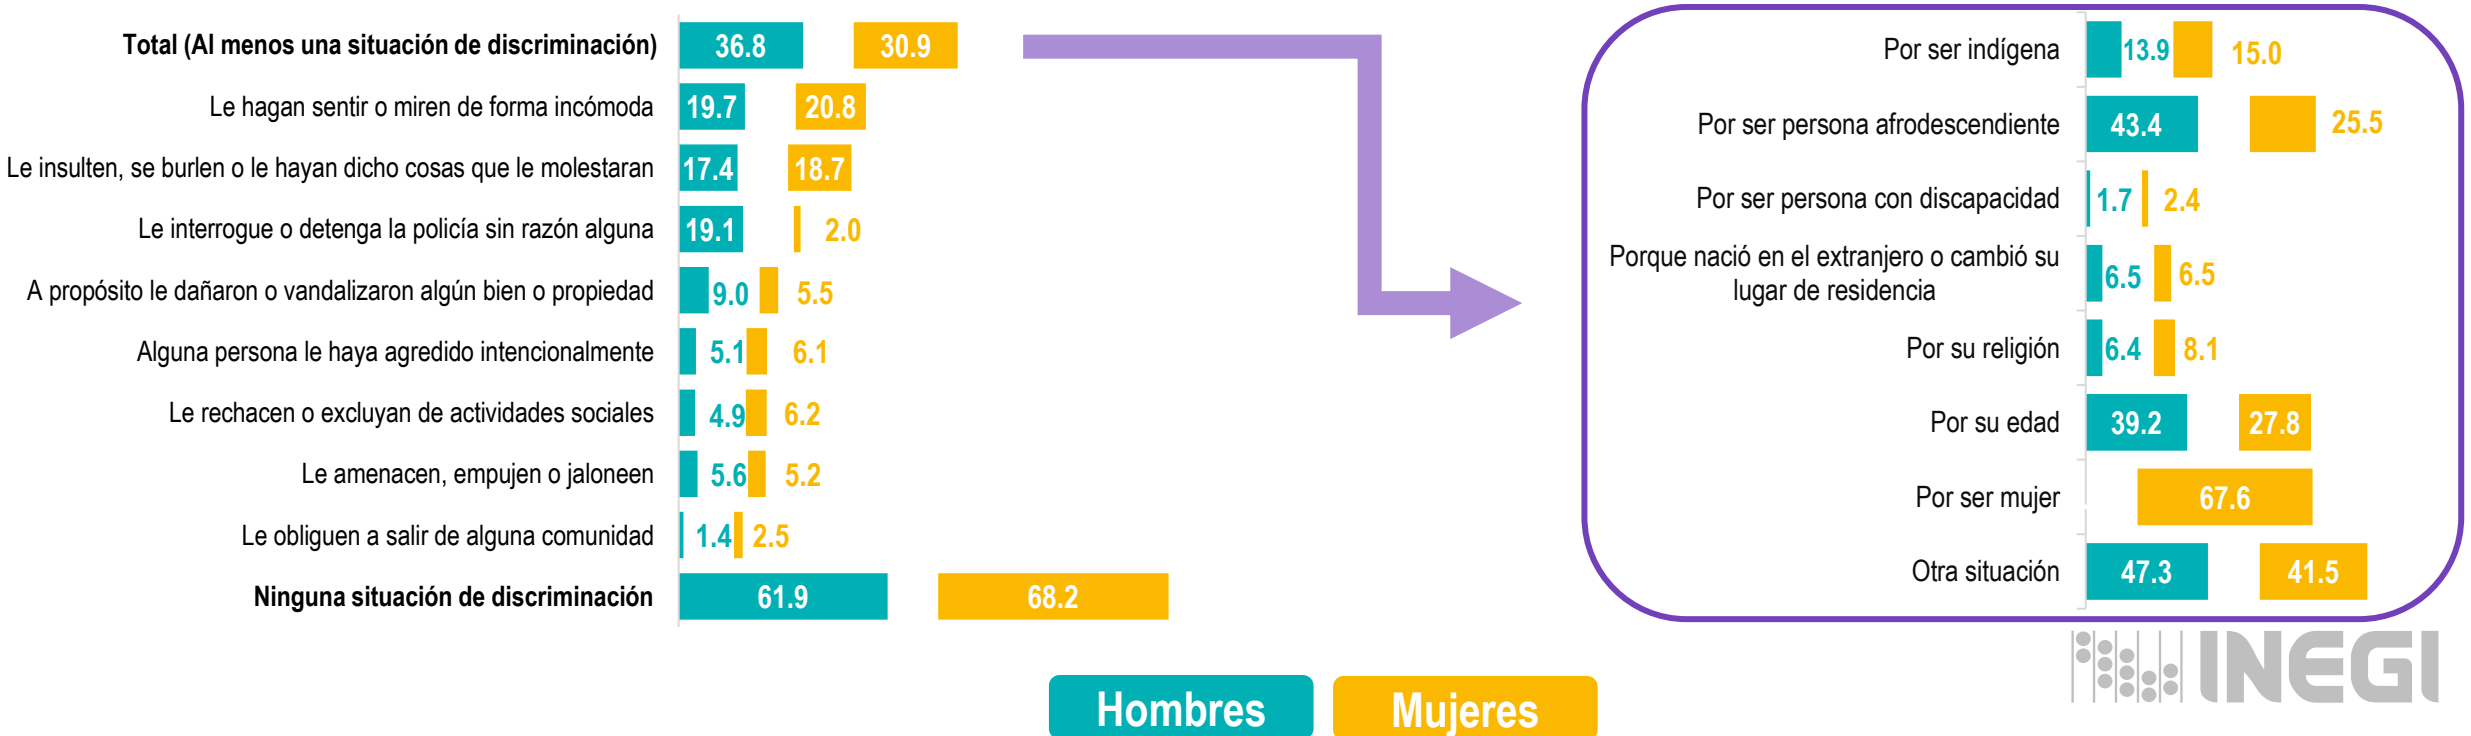 Total (Al menos una situación de discriminación) 36.8 30.9
Le hagan sentir o miren de forma incómoda 19.7 20.8
Le insulten, se burlen o le hayan dicho cosas que le molestaran 17.4 18.7
Le interrogue o detenga la policía sin razón alguna 19.1 2.0
A propósito le dañaron o vandalizaron algún bien o propiedad 9.0 5.5
Alguna persona le haya agredido intencionalmente 5.1 6.1
Le rechacen o excluyan de actividades sociales 4.9 6.2
Le amenacen, empujen o jaloneen 5.6 5.2
Le obliguen a salir de alguna comunidad 1.4 2.5
Ninguna situación de discriminación 61.9 68.2
Por ser indígena 13.9 15.0
Por ser persona afrodescendiente 43.4 25.5
Por ser persona con discapacidad 1.7 2.4
Porque nació en el extranjero o cambió su
lugar de residencia 6.5 6.5
Por su religión 6.4 8.1
Por su edad 39.2 27.8
Por ser mujer 67.6
Otra situación 47.3 41.5
Hombres Mujeres
INEGI